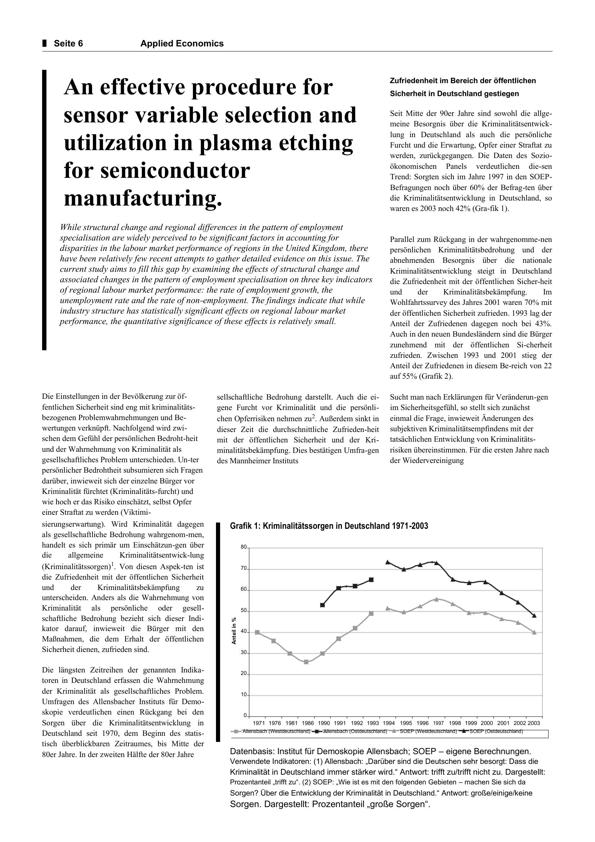 Seite 6 Applied Economics
An effective procedure for
sensor variable selection and
utilization in plasma etching
for semiconductor
manufacturing.
While structural change and regional differences in the pattern of employment
specialisation are widely perceived to be significant factors in accounting for
disparities in the labour market performance of regions in the United Kingdom, there
have been relatively few recent attempts to gather detailed evidence on this issue. The
current study aims to fill this gap by examining the effects of structural change and
associated changes in the pattern of employment specialisation on three key indicators
of regional labour market performance: the rate of employment growth, the
unemployment rate and the rate of non-employment. The findings indicate that while
industry structure has statistically significant effects on regional labour market
performance, the quantitative significance of these effects is relatively small.
Zufriedenheit im Bereich der öffentlichen
Sicherheit in Deutschland gestiegen
Seit Mitte der 90er Jahre sind sowohl die allge-
meine Besorgnis über die Kriminalitätsentwick-
lung in Deutschland als auch die persönliche
Furcht und die Erwartung, Opfer einer Straftat zu
werden, zurückgegangen. Die Daten des Sozio-
ökonomischen Panels verdeutlichen die-sen
Trend: Sorgten sich im Jahre 1997 in den SOEP-
Befragungen noch über 60% der Befrag-ten über
die Kriminalitätsentwicklung in Deutschland, so
waren es 2003 noch 42% (Gra-fik 1).
Parallel zum Rückgang in der wahrgenomme-nen
persönlichen Kriminalitätsbedrohung und der
abnehmenden Besorgnis über die nationale
Kriminalitätsentwicklung steigt in Deutschland
die Zufriedenheit mit der öffentlichen Sicher-heit
und der Kriminalitätsbekämpfung. Im
Wohlfahrtssurvey des Jahres 2001 waren 70% mit
der öffentlichen Sicherheit zufrieden. 1993 lag der
Anteil der Zufriedenen dagegen noch bei 43%.
Auch in den neuen Bundesländern sind die Bürger
zunehmend mit der öffentlichen Si-cherheit
zufrieden. Zwischen 1993 und 2001 stieg der
Anteil der Zufriedenen in diesem Be-reich von 22
auf 55% (Grafik 2).
Die Einstellungen in der Bevölkerung zur öf-
fentlichen Sicherheit sind eng mit kriminalitäts-
bezogenen Problemwahrnehmungen und Be-
wertungen verknüpft. Nachfolgend wird zwi-
schen dem Gefühl der persönlichen Bedroht-heit
und der Wahrnehmung von Kriminalität als
gesellschaftliches Problem unterschieden. Un-ter
persönlicher Bedrohtheit subsumieren sich Fragen
darüber, inwieweit sich der einzelne Bürger vor
Kriminalität fürchtet (Kriminalitäts-furcht) und
wie hoch er das Risiko einschätzt, selbst Opfer
einer Straftat zu werden (Viktimi-
sierungserwartung). Wird Kriminalität dagegen
als gesellschaftliche Bedrohung wahrgenom-men,
handelt es sich primär um Einschätzun-gen über
die allgemeine Kriminalitätsentwick-lung
(Kriminalitätssorgen)1. Von diesen Aspek-ten ist
die Zufriedenheit mit der öffentlichen Sicherheit
und der Kriminalitätsbekämpfung zu
unterscheiden. Anders als die Wahrnehmung von
Kriminalität als persönliche oder gesell-
schaftliche Bedrohung bezieht sich dieser Indi-
kator darauf, inwieweit die Bürger mit den
Maßnahmen, die dem Erhalt der öffentlichen
Sicherheit dienen, zufrieden sind.
Die längsten Zeitreihen der genannten Indika-
toren in Deutschland erfassen die Wahrnehmung
der Kriminalität als gesellschaftliches Problem.
Umfragen des Allensbacher Instituts für Demo-
skopie verdeutlichen einen Rückgang bei den
Sorgen über die Kriminalitätsentwicklung in
Deutschland seit 1970, dem Beginn des statis-
tisch überblickbaren Zeitraumes, bis Mitte der
80er Jahre. In der zweiten Hälfte der 80er Jahre
sellschaftliche Bedrohung darstellt. Auch die ei-
gene Furcht vor Kriminalität und die persönli-
chen Opferrisiken nehmen zu2. Außerdem sinkt in
dieser Zeit die durchschnittliche Zufrieden-heit
mit der öffentlichen Sicherheit und der Kri-
minalitätsbekämpfung. Dies bestätigen Umfra-gen
des Mannheimer Instituts
Sucht man nach Erklärungen für Veränderun-gen
im Sicherheitsgefühl, so stellt sich zunächst
einmal die Frage, inwieweit Änderungen des
subjektiven Kriminalitätsempfindens mit der
tatsächlichen Entwicklung von Kriminalitäts-
risiken übereinstimmen. Für die ersten Jahre nach
der Wiedervereinigung
Grafik 1: Kriminalitätssorgen in Deutschland 1971-2003
Anteil in %
80
70
60
50
40
30
20
10
0
1971 1976 1981 1986 1990 1991 1992 1993 1994 1995 1996 1997 1998 1999 2000 2001 2002 2003
Allensbach (Westdeutschland) Allensbach (Ostdeutschland) SOEP (Westdeutschland) SOEP (Ostdeutschland)
Datenbasis: Institut für Demoskopie Allensbach; SOEP – eigene Berechnungen.
Verwendete Indikatoren: (1) Allensbach: „Darüber sind die Deutschen sehr besorgt: Dass die
Kriminalität in Deutschland immer stärker wird.“ Antwort: trifft zu/trifft nicht zu. Dargestellt:
Prozentanteil „trifft zu“. (2) SOEP: „Wie ist es mit den folgenden Gebieten – machen Sie sich da
Sorgen? Über die Entwicklung der Kriminalität in Deutschland.“ Antwort: große/einige/keine
Sorgen. Dargestellt: Prozentanteil „große Sorgen“.